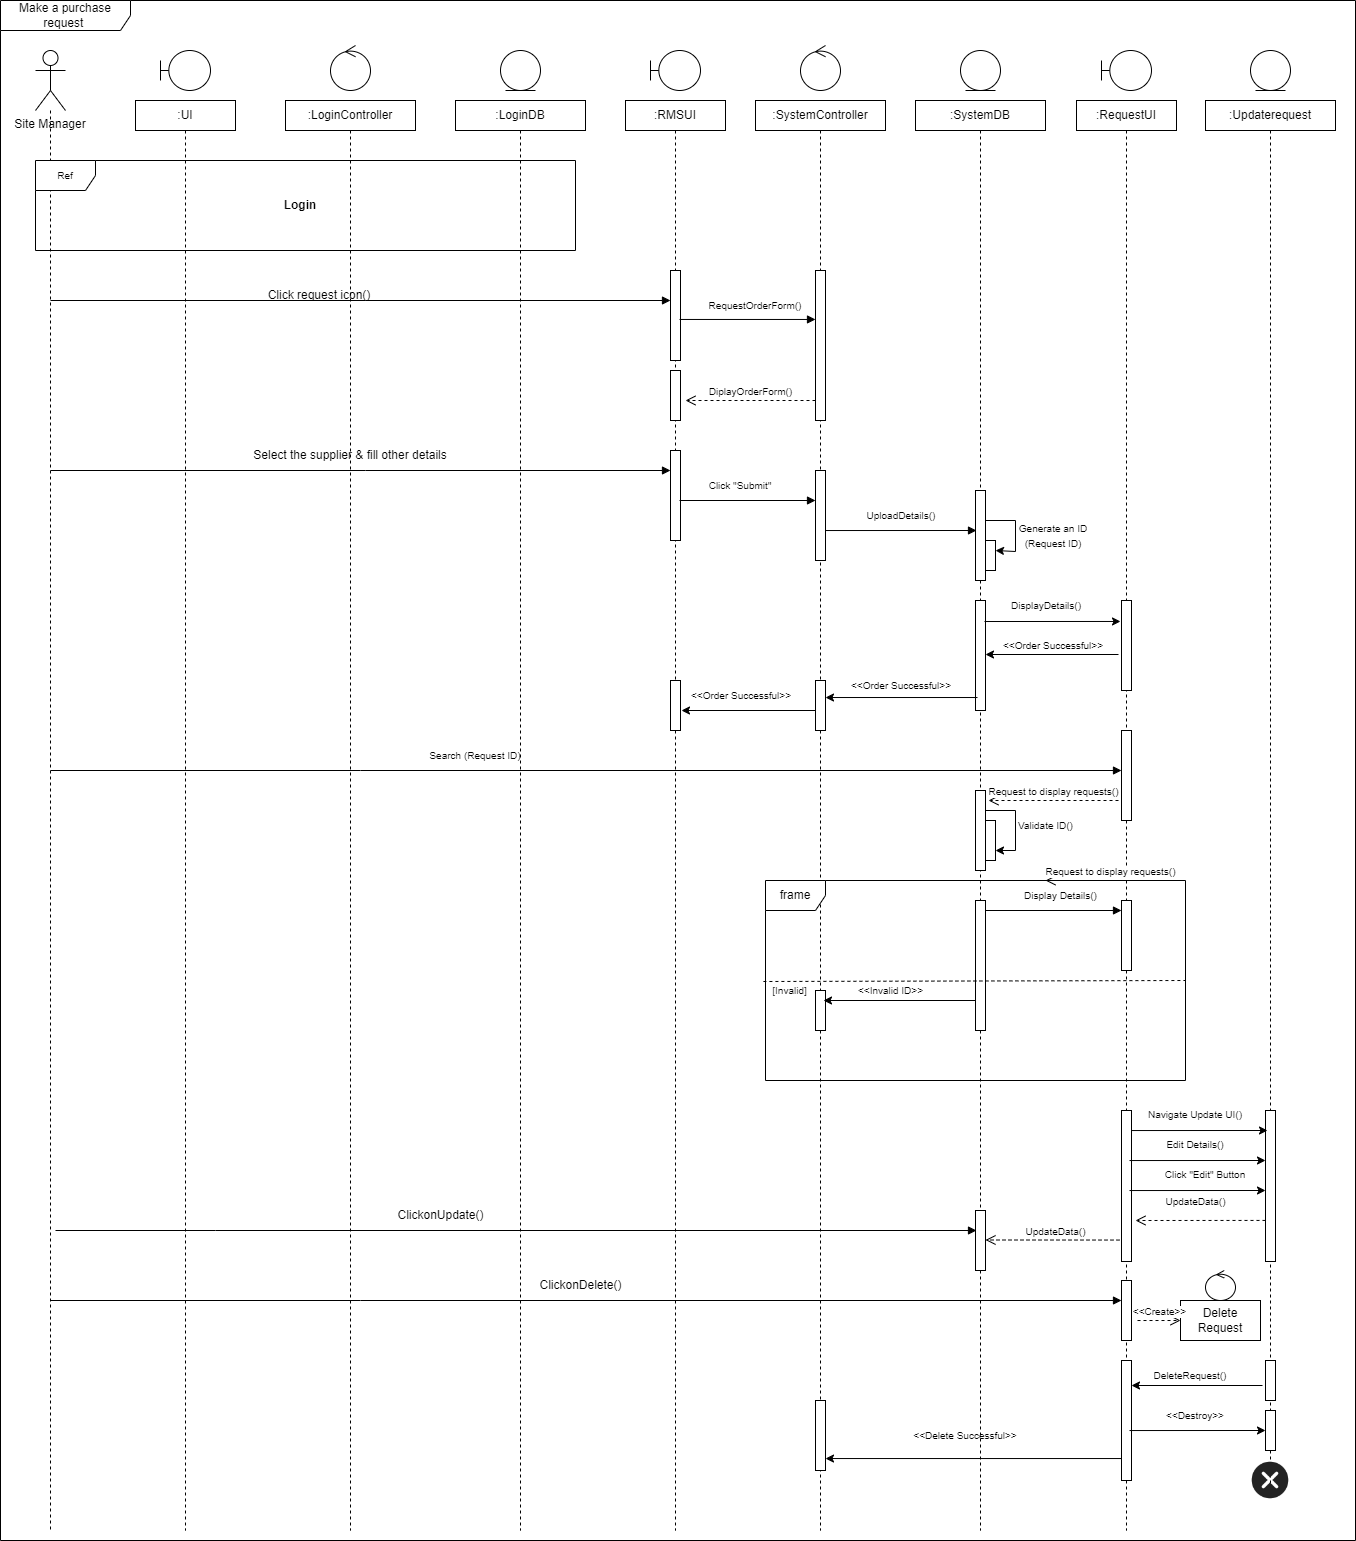 Make a purchase
request
Site Manager
:UI
:LoginController
:LoginDB
:RMSUI
:SystemController
:SystemDB
:RequestUI
:Updaterequest
Ref
Login
Click request icon()
RequestOrderForm()
DiplayOrderForm()
Select the supplier & fill other details
Click "Submit"
UploadDetails()
Generate an ID
(Request ID)
DisplayDetails()
<<Order Successful>>
<<Order Successful>>
<<Order Successful>>
Search (Request ID)
Request to display requests()
Validate ID()
Request to display requests()
frame
Display Details()
[Invalid]
<<Invalid ID>>
Navigate Update UI()
Edit Details()
Click "Edit" Button
UpdateData()
ClickonUpdate()
UpdateData()
ClickonDelete()
<<Create>>
Delete
Request
DeleteRequest()
<<Destroy>>
<<Delete Successful>>